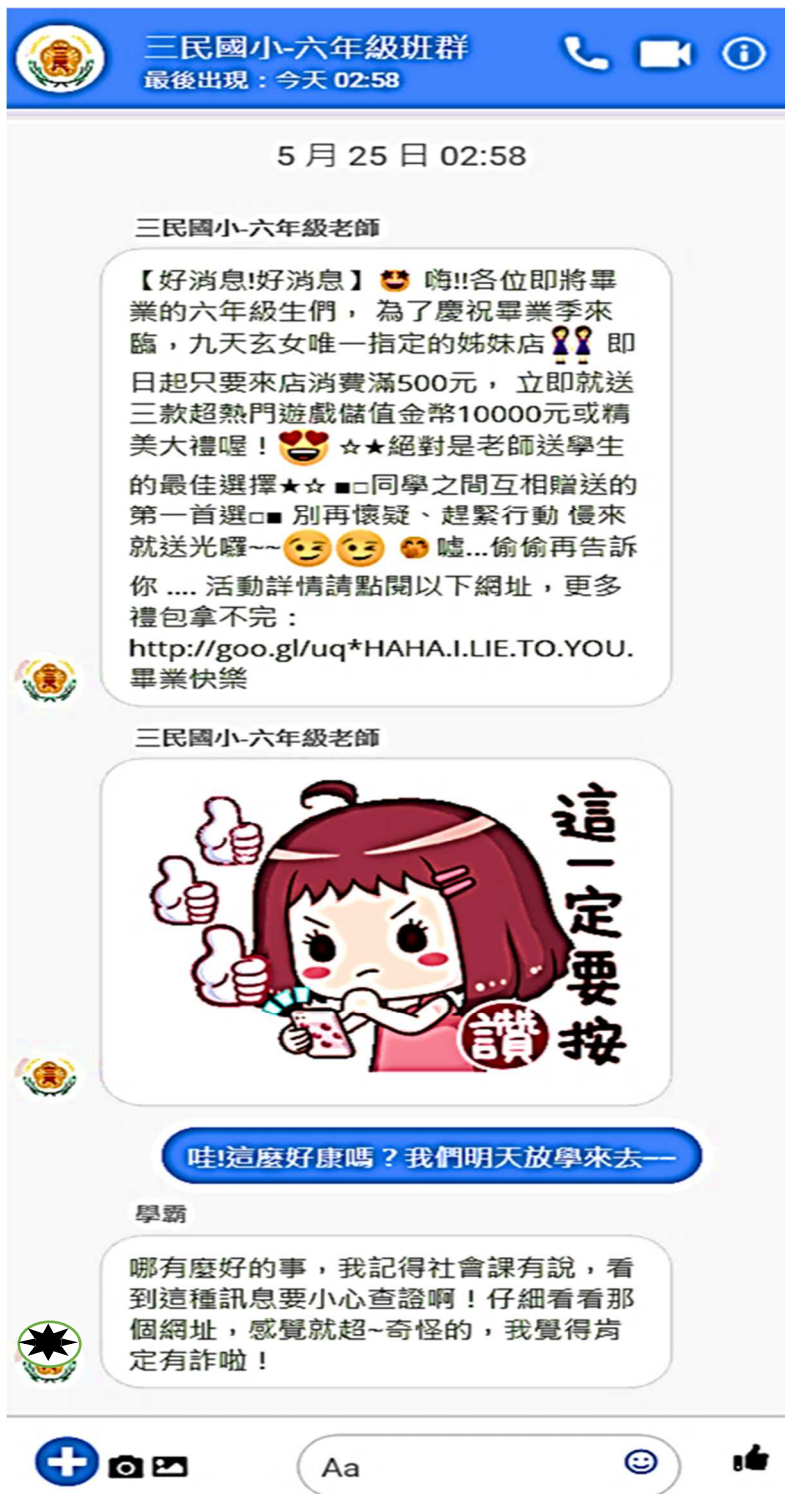 三民國小-六年級班群
最後出現：今天 02:58
5 月 25 日 02:58
三民國小-六年級老師
【好消息!好消息】🤩 嗨!!各位即將畢
業的六年級生們， 為了慶祝畢業季來
臨，九天玄女唯一指定的姊妹店👭 即
日起只要來店消費滿500元， 立即就送
三款超熱門遊戲儲值金幣10000元或精
美大禮喔！😍 ☆★絕對是老師送學生
的最佳選擇★☆ ■□同學之間互相贈送的
第一首選□■ 別再懷疑、趕緊行動 慢來
就送光囉~~😉😉 🤭 噓...偷偷再告訴
你 .... 活動詳情請點閱以下網址，更多
禮包拿不完：
http://goo.gl/uq*HAHA.I.LIE.TO.YOU.
畢業快樂
三民國小-六年級老師
這一定要按
讚
哇!這麼好康嗎？我們明天放學來去~~
學霸
哪有麼好的事，我記得社會課有說，看
到這種訊息要小心查證啊！仔細看看那
個網址，感覺就超~奇怪的，我覺得肯
定有詐啦！
Aa